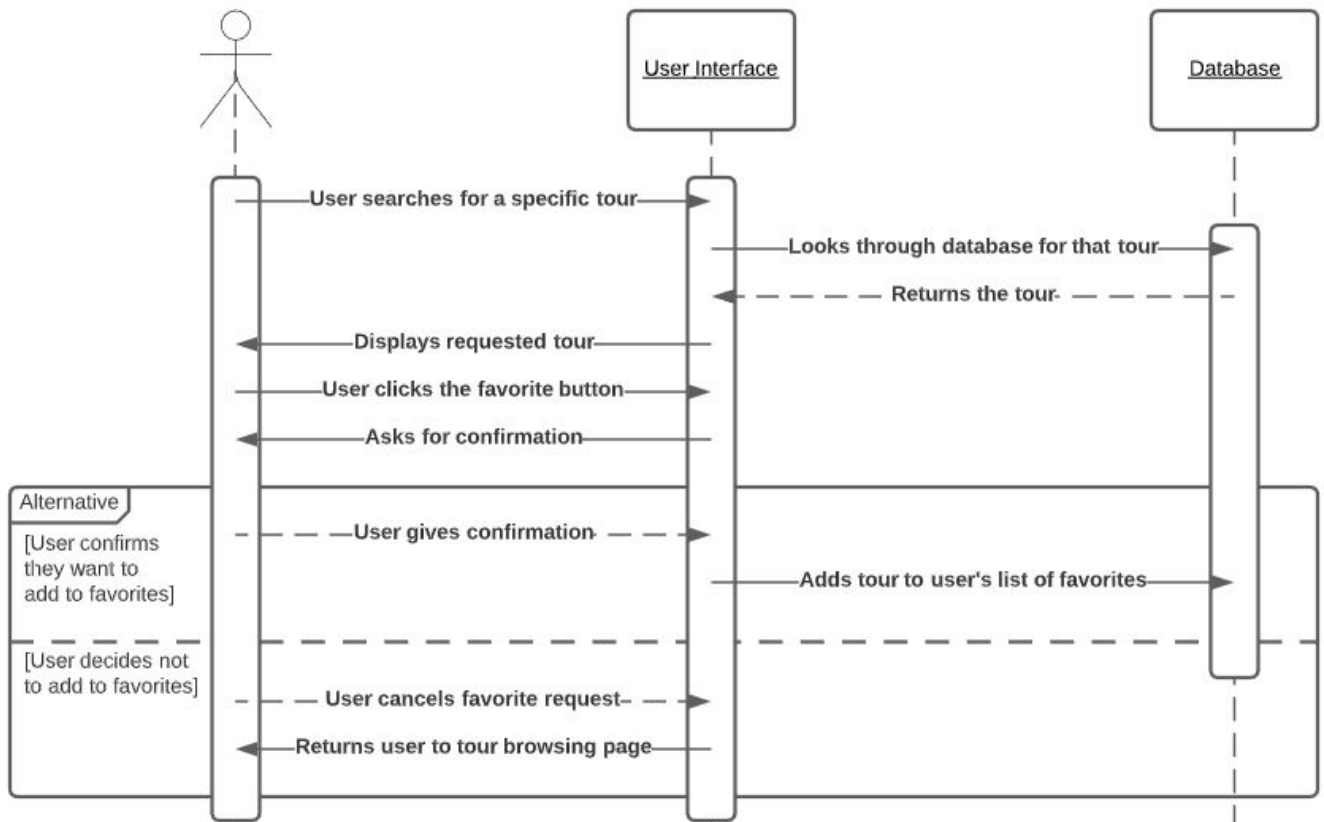 User Interface
Database
User searches for a specific tour
Looks through database for that tour
Returns the tour
Displays requested tour
User clicks the favorite button
Asks for confirmation
Alternative
[User confirms
they want to
add to favorites]
User gives confirmation
Adds tour to user's list of favorites
[User decides not
to add to favorites]
User cancels favorite request
Returns user to tour browsing page